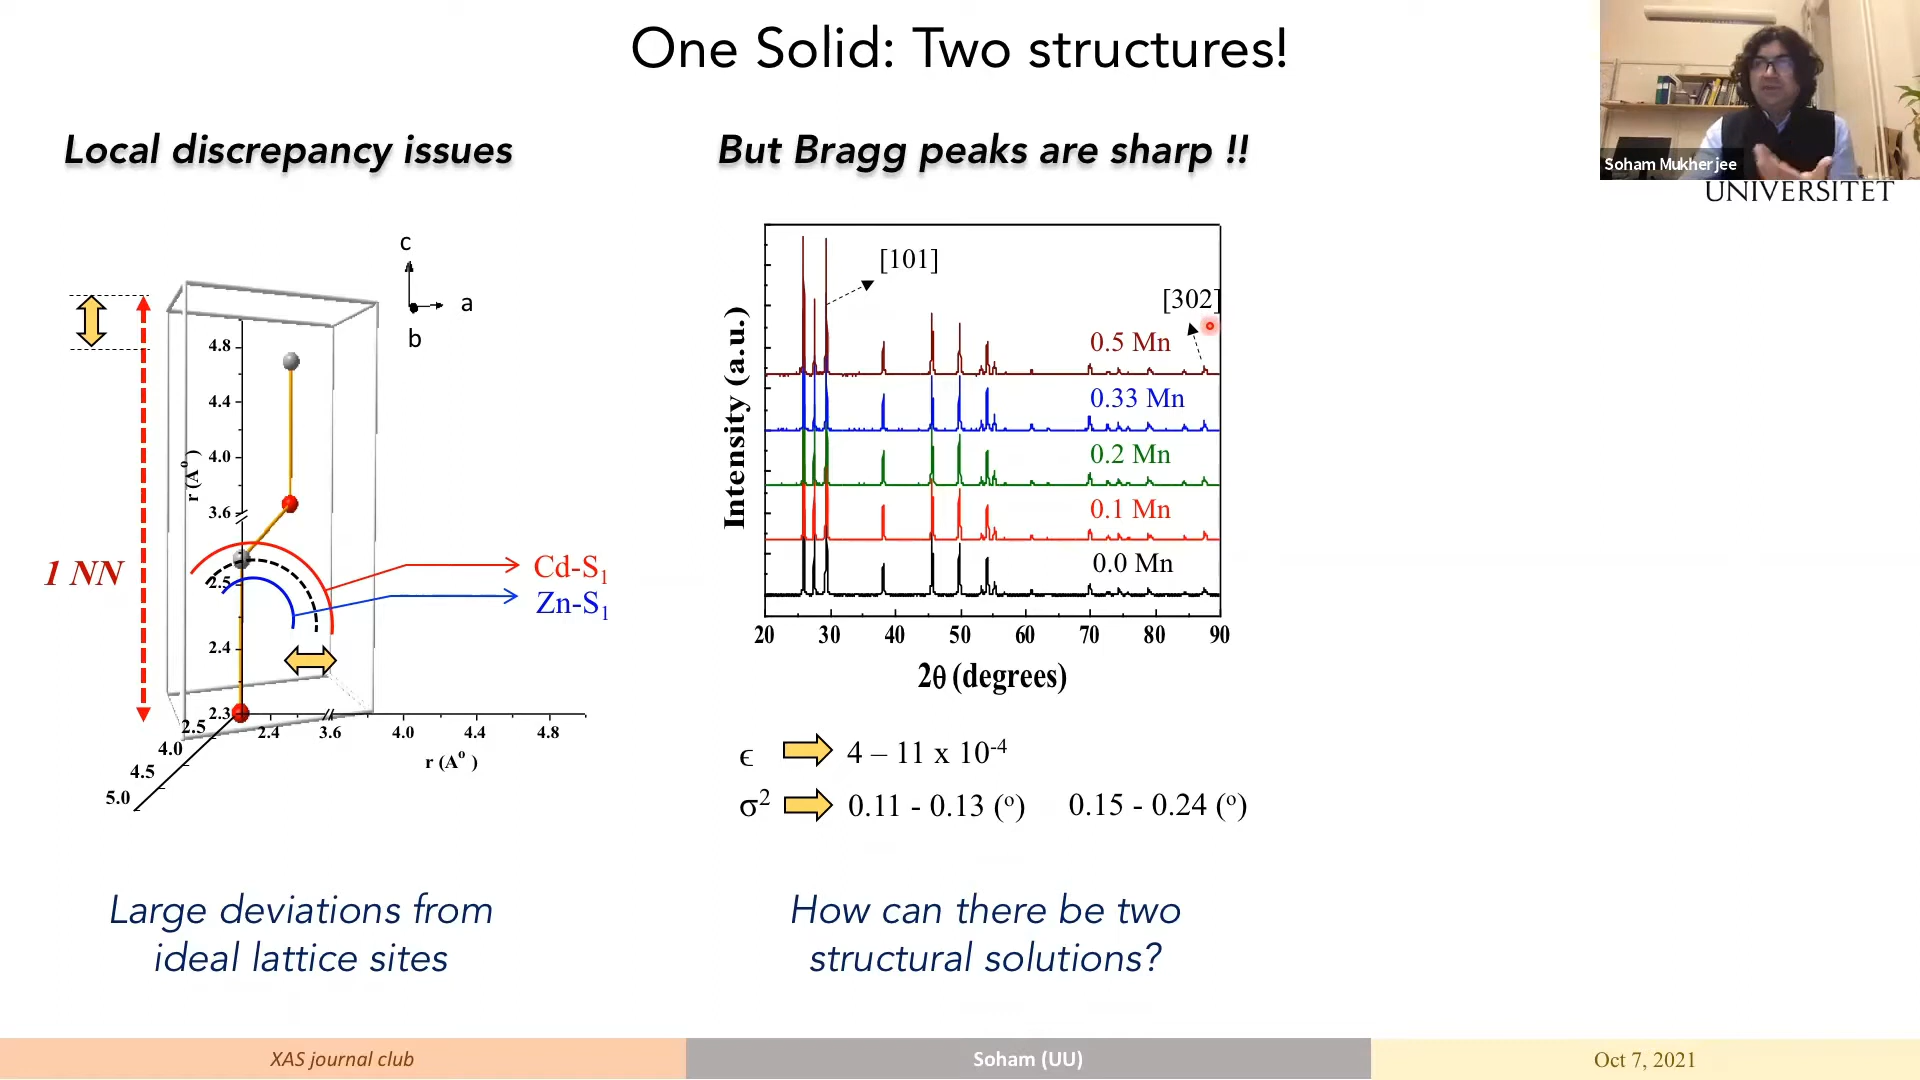 One Solid: Two structures!
Soham Mukherjee
UNIVERSITET
Local discrepancy issues
But Bragg peaks are sharp !!
c
a
b
4.8
4.4
4.0
3.6
2.5
2.4
2.3
r (A°)
1 NN
Cd-S₁
Zn-S₁
2.5
4.0
4.5
5.0
2.4
3.6
4.0
4.4
4.8
r (A° )
Intensity (a.u.)
[101]
[302]
0.5 Mn
0.33 Mn
0.2 Mn
0.1 Mn
0.0 Mn
20 30 40 50 60 70 80 90
2θ (degrees)
ϵ 4 – 11 x 10⁻⁴
σ² 0.11 - 0.13 (°) 0.15 - 0.24 (°)
Large deviations from
ideal lattice sites
How can there be two
structural solutions?
XAS journal club
Soham (UU)
Oct 7, 2021